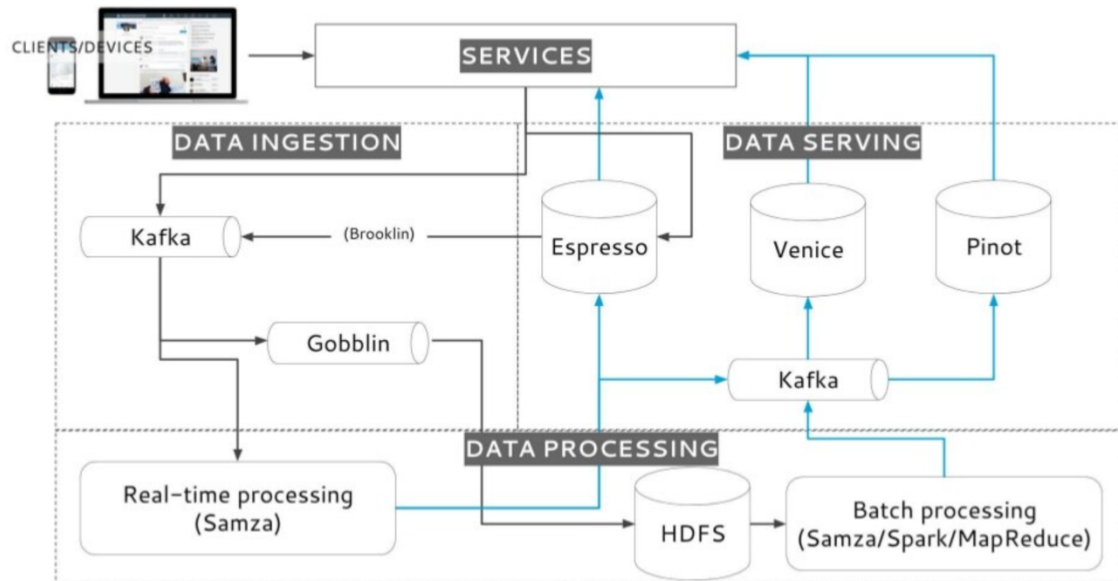 CLIENTS/DEVICES
SERVICES
DATA INGESTION
DATA SERVING
Kafka
(Brooklin)
Espresso
Venice
Pinot
Gobblin
Kafka
DATA PROCESSING
Real-time processing
(Samza)
HDFS
Batch processing
(Samza/Spark/MapReduce)